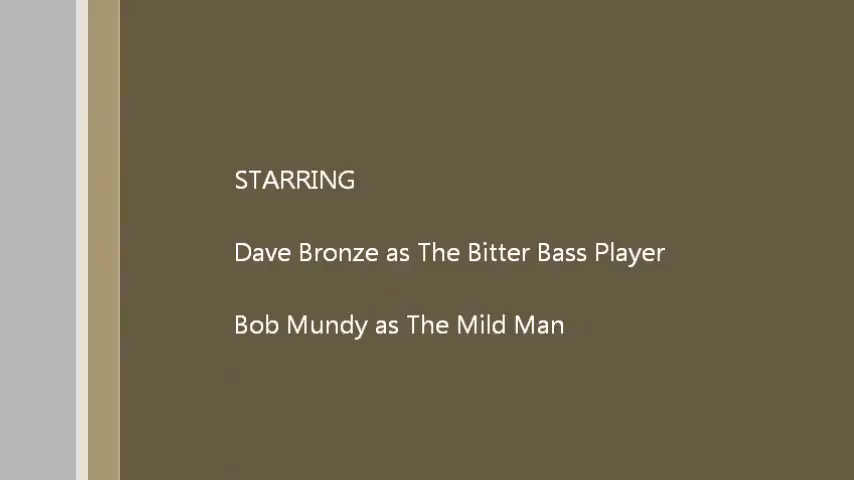 STARRING
Dave Bronze as The Bitter Bass Player
Bob Mundy as The Mild Man